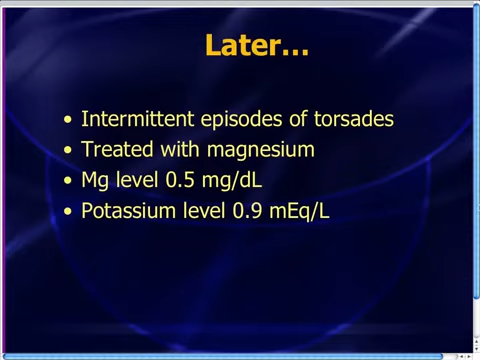 Later…
• Intermittent episodes of torsades
• Treated with magnesium
• Mg level 0.5 mg/dL
• Potassium level 0.9 mEq/L